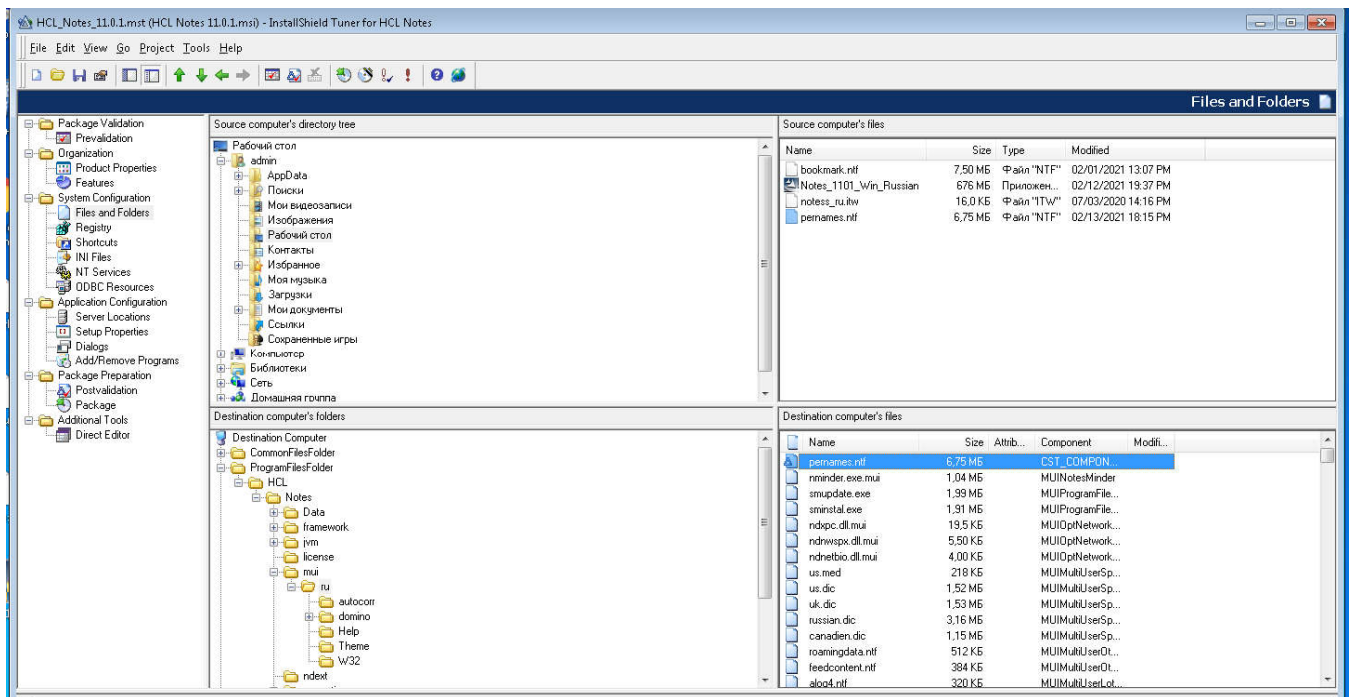 HCL_Notes_11.0.1.mst (HCL Notes 11.0.1.msi) - InstallShield Tuner for HCL Notes
File Edit View Go Project Tools Help
Files and Folders
Package Validation
Prevalidation
Organization
Product Properties
Features
System Configuration
Files and Folders
Registry
Shortcuts
INI Files
NT Services
ODBC Resources
Application Configuration
Server Locations
Setup Properties
Dialogs
Add/Remove Programs
Package Preparation
Postvalidation
Package
Additional Tools
Direct Editor
Source computer's directory tree
Рабочий стол
admin
AppData
Поиски
Мои видеозаписи
Изображения
Рабочий стол
Контакты
Избранное
Моя музыка
Загрузки
Мои документы
Ссылки
Сохраненные игры
Компьютер
Библиотеки
Сеть
Домашняя группа
Source computer's files
Name Size Type Modified
bookmark.ntf 7,50 МБ Файл "NTF" 02/01/2021 13:07 PM
Notes_1101_Win_Russian 676 МБ Приложен... 02/12/2021 19:37 PM
notess_ru.itw 16,0 КБ Файл "ITW" 07/03/2020 14:16 PM
pernames.ntf 6,75 МБ Файл "NTF" 02/13/2021 18:15 PM
Destination computer's folders
Destination Computer
CommonFilesFolder
ProgramFilesFolder
HCL
Notes
Data
framework
jvm
license
mui
ru
autocorr
domino
Help
Theme
W32
ndext
Destination computer's files
Name Size Attrib... Component Modifi...
pernames.ntf 6,75 МБ CST_COMPON...
nminder.exe.mui 1,04 МБ MUINotesMinder
smupdate.exe 1,99 МБ MUIProgramFile...
sminstal.exe 1,91 МБ MUIProgramFile...
ndxpc.dll.mui 19,5 КБ MUIOptNetwork...
ndnwspx.dll.mui 5,50 КБ MUIOptNetwork...
ndnetbio.dll.mui 4,00 КБ MUIOptNetwork...
us.med 218 КБ MUIMultiUserSp...
us.dic 1,52 МБ MUIMultiUserSp...
uk.dic 1,53 МБ MUIMultiUserSp...
russian.dic 3,16 МБ MUIMultiUserSp...
canadien.dic 1,15 МБ MUIMultiUserSp...
roamingdata.ntf 512 КБ MUIMultiUserOt...
feedcontent.ntf 384 КБ MUIMultiUserOt...
alog4.ntf 320 КБ MUIMultiUserLot...